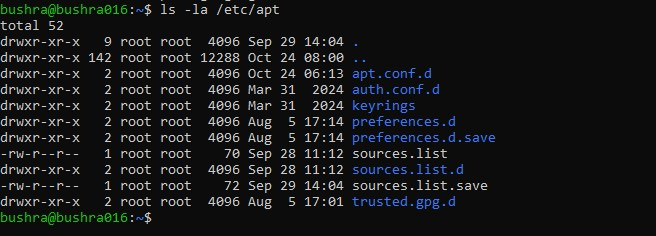 bushra@bushra016:~$ ls -la /etc/apt
total 52
drwxr-xr-x   9 root root  4096 Sep 29 14:04 .
drwxr-xr-x 142 root root 12288 Oct 24 08:00 ..
drwxr-xr-x   2 root root  4096 Oct 24 06:13 apt.conf.d
drwxr-xr-x   2 root root  4096 Mar 31  2024 auth.conf.d
drwxr-xr-x   2 root root  4096 Mar 31  2024 keyrings
drwxr-xr-x   2 root root  4096 Aug  5 17:14 preferences.d
drwxr-xr-x   2 root root  4096 Aug  5 17:14 preferences.d.save
-rw-r--r--   1 root root    70 Sep 28 11:12 sources.list
drwxr-xr-x   2 root root  4096 Sep 28 11:12 sources.list.d
-rw-r--r--   1 root root    72 Sep 29 14:04 sources.list.save
drwxr-xr-x   2 root root  4096 Aug  5 17:01 trusted.gpg.d
bushra@bushra016:~$